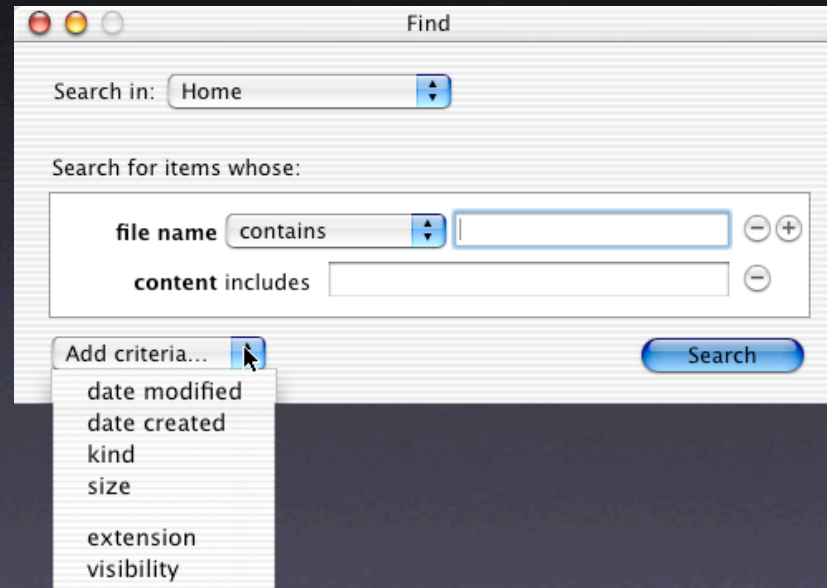 Find
Search in: Home
Search for items whose:
file name contains
content includes
Add criteria... Search
date modified
date created
kind
size
extension
visibility